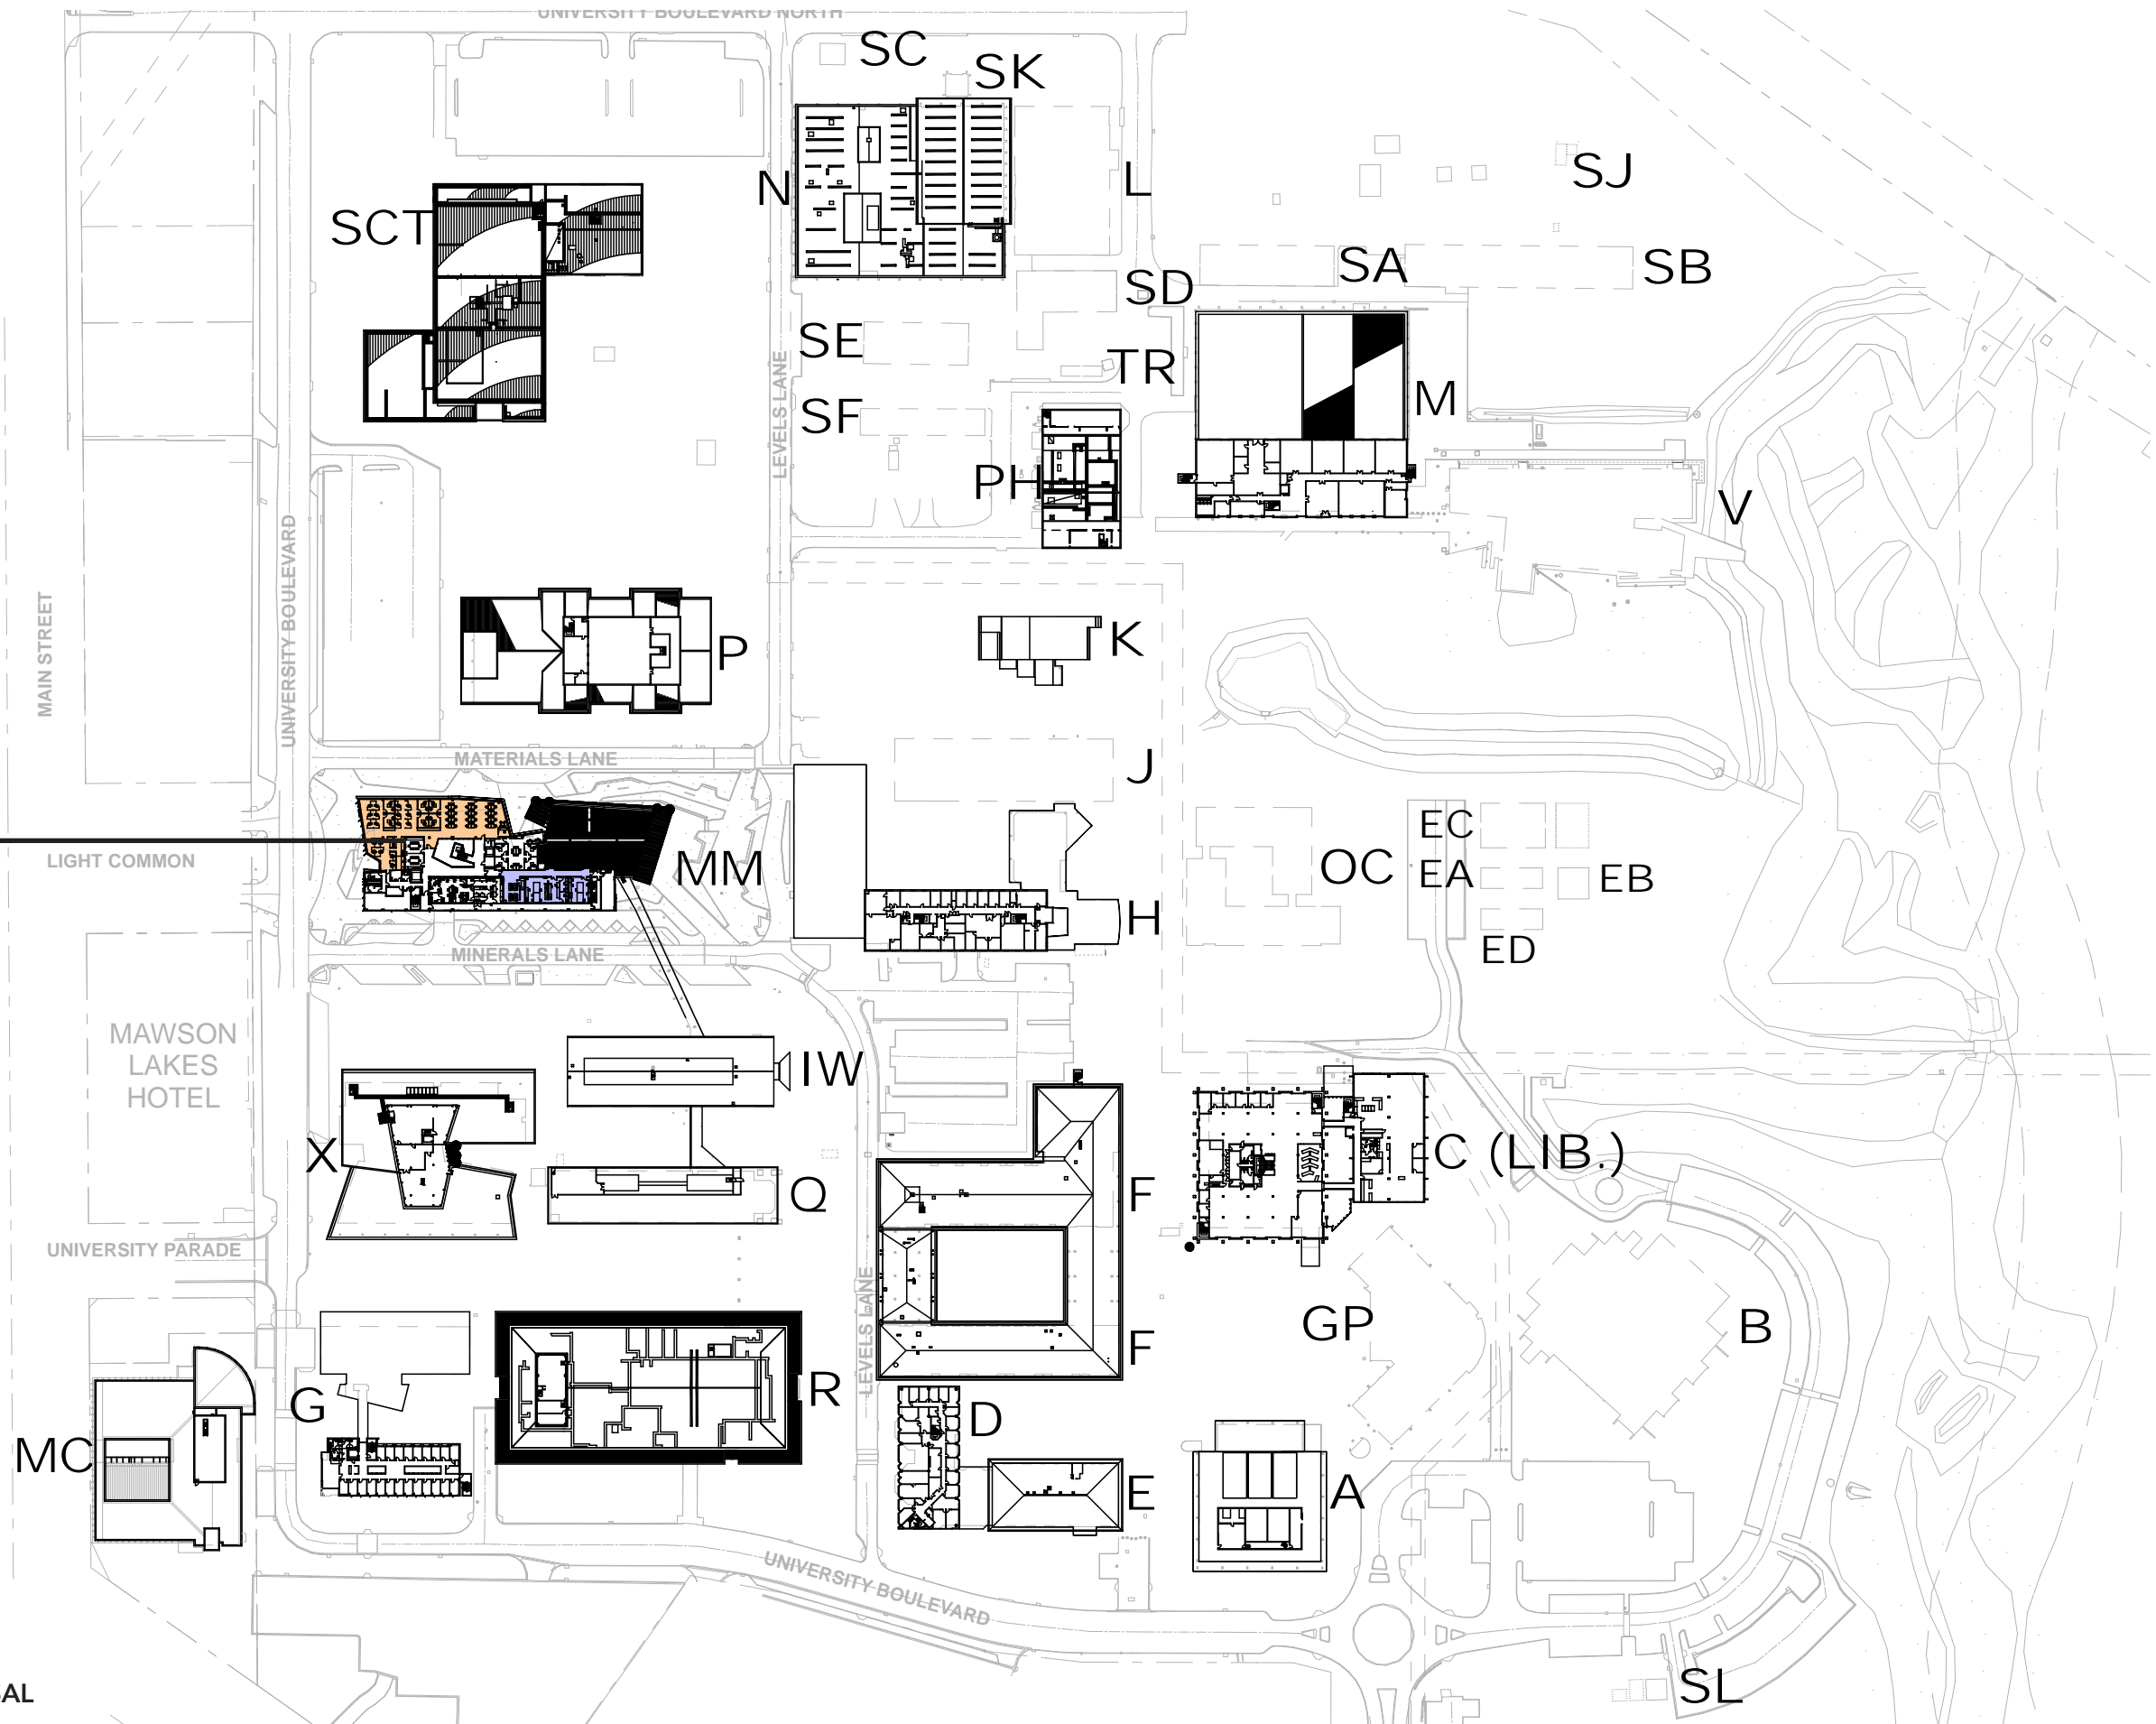 UNIVERSITY BOULEVARD NORTH
SC
SK
N
L
SJ
SCT
SA
SB
SD
SE
TR
M
LEVELS LANE
SF
PH
V
UNIVERSITY BOULEVARD
MAIN STREET
K
P
MATERIALS LANE
J
EC
LIGHT COMMON
MM
OC
EA
EB
H
ED
MINERALS LANE
MAWSON
LAKES
HOTEL
IW
X
C (LIB.)
Q
F
UNIVERSITY PARADE
LEVELS LANE
GP
B
F
G
R
D
MC
E
A
UNIVERSITY BOULEVARD
SL